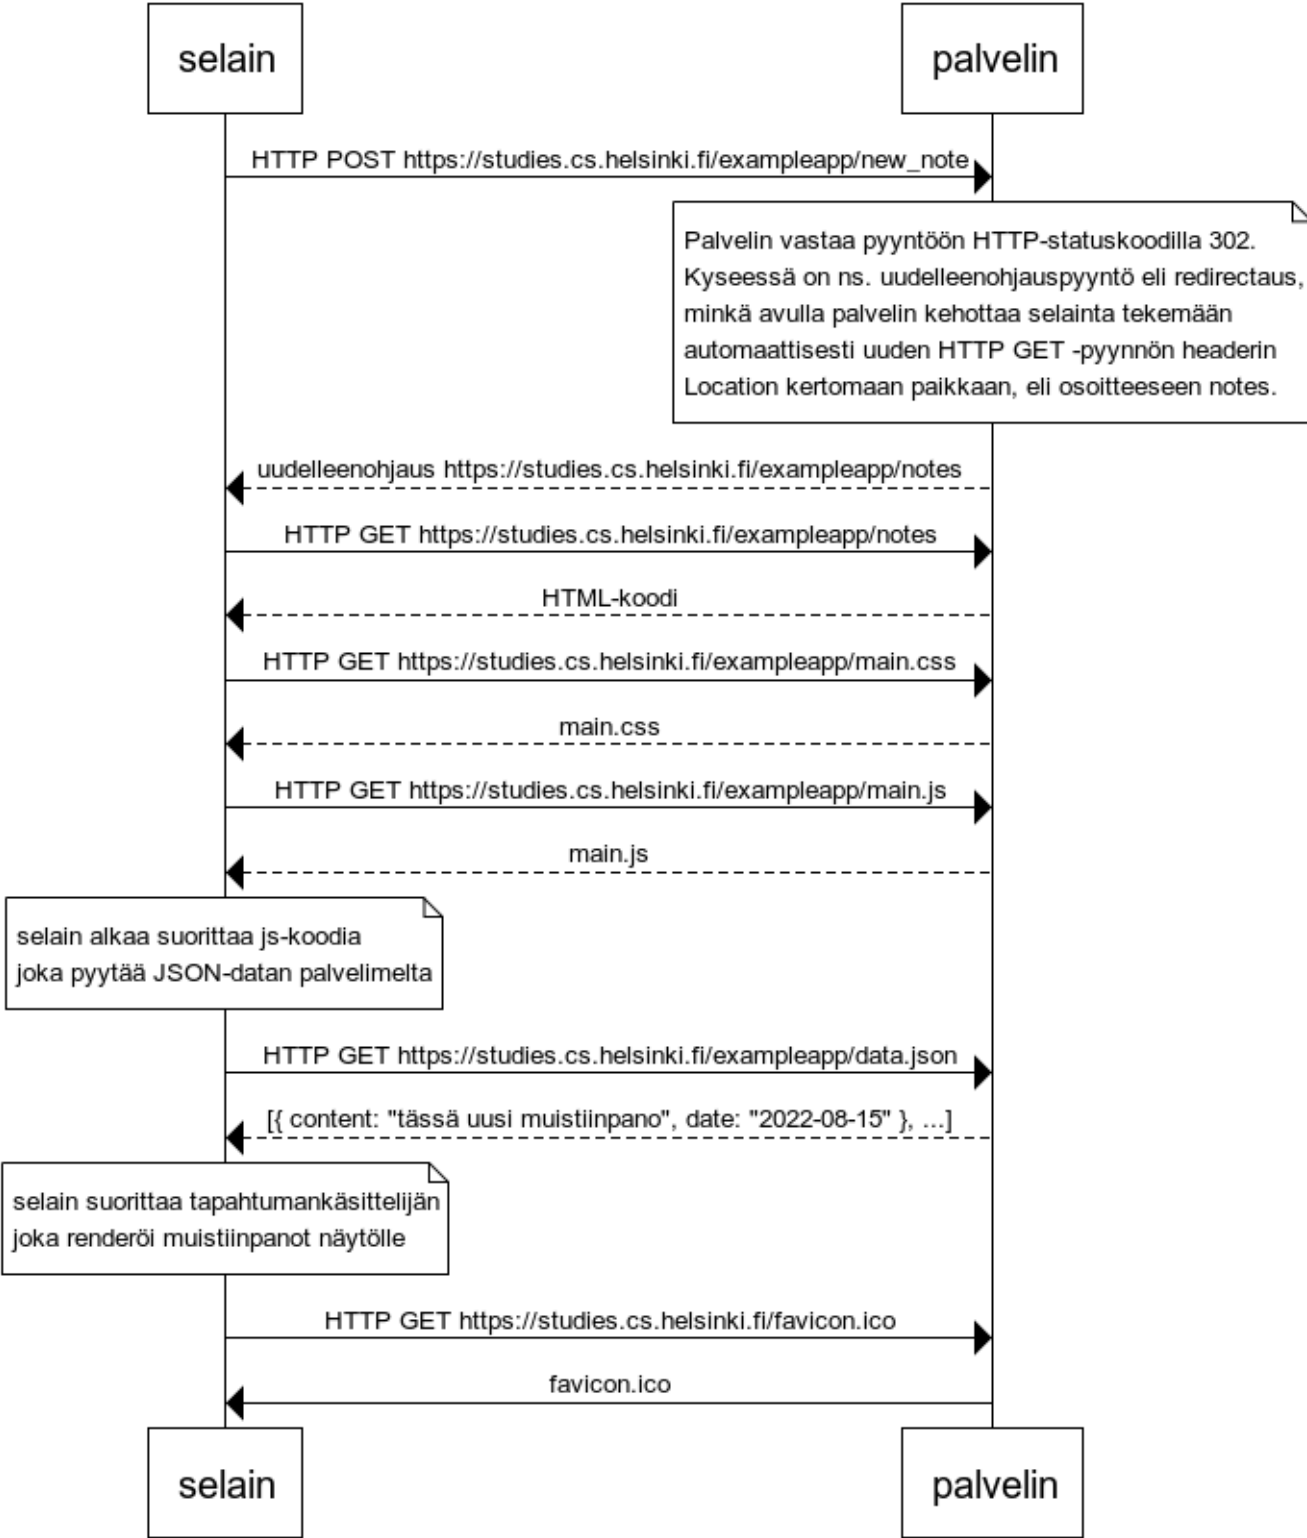 selain
palvelin
HTTP POST https://studies.cs.helsinki.fi/exampleapp/new_note
Palvelin vastaa pyyntöön HTTP-statuskoodilla 302.
Kyseessä on ns. uudelleenohjauspyyntö eli redirectaus,
minkä avulla palvelin kehottaa selainta tekemään
automaattisesti uuden HTTP GET -pyynnön headerin
Location kertomaan paikkaan, eli osoitteeseen notes.
uudelleenohjaus https://studies.cs.helsinki.fi/exampleapp/notes
HTTP GET https://studies.cs.helsinki.fi/exampleapp/notes
HTML-koodi
HTTP GET https://studies.cs.helsinki.fi/exampleapp/main.css
main.css
HTTP GET https://studies.cs.helsinki.fi/exampleapp/main.js
main.js
selain alkaa suorittaa js-koodia
joka pyytää JSON-datan palvelimelta
HTTP GET https://studies.cs.helsinki.fi/exampleapp/data.json
[{ content: "tässä uusi muistiinpano", date: "2022-08-15" }, ...]
selain suorittaa tapahtumankäsittelijän
joka renderöi muistiinpanot näytölle
HTTP GET https://studies.cs.helsinki.fi/favicon.ico
favicon.ico
selain
palvelin